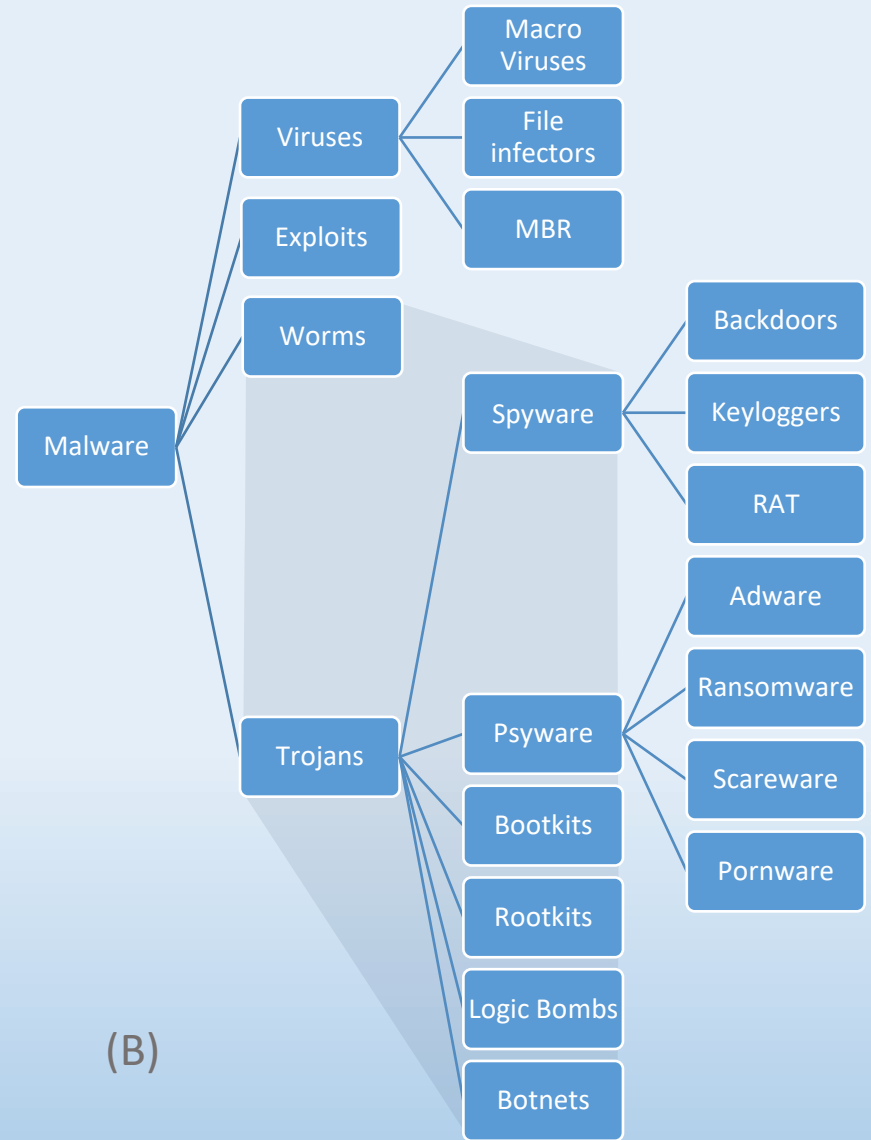 Macro
Viruses
Viruses
File
infectors
MBR
Exploits
Worms
Backdoors
Spyware
Keyloggers
Malware
RAT
Adware
Ransomware
Psyware
Trojans
Scareware
Bootkits
Pornware
Rootkits
Logic Bombs
(B)
Botnets